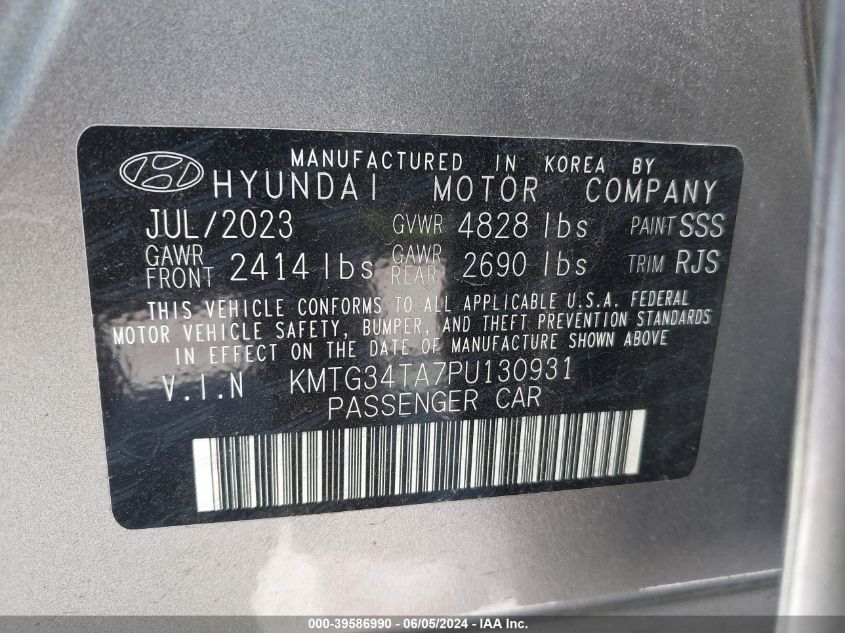 MANUFACTURED IN KOREA BY
HYUNDAI MOTOR COMPANY
JUL/2023 GVWR 4828 lbs PAINT SSS
GAWR FRONT 2414 lbs GAWR REAR 2690 lbs TRIM RJS
THIS VEHICLE CONFORMS TO ALL APPLICABLE U.S.A. FEDERAL
MOTOR VEHICLE SAFETY, BUMPER, AND THEFT PREVENTION STANDARDS
IN EFFECT ON THE DATE OF MANUFACTURE SHOWN ABOVE.
V.I.N KMTG34TA7PU130931
PASSENGER CAR
000-39586990 - 06/05/2024 - IAA Inc.